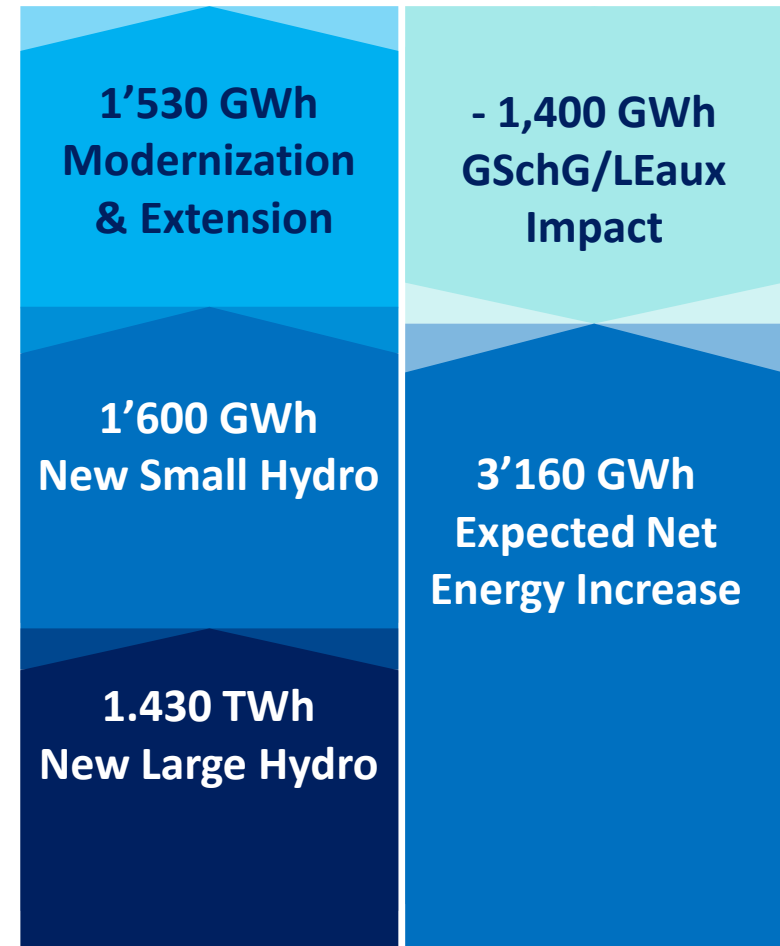 1’530 GWh
Modernization
& Extension
1’600 GWh
New Small Hydro
1.430 TWh
New Large Hydro
- 1,400 GWh
GSchG/LEaux
Impact
3’160 GWh
Expected Net
Energy Increase